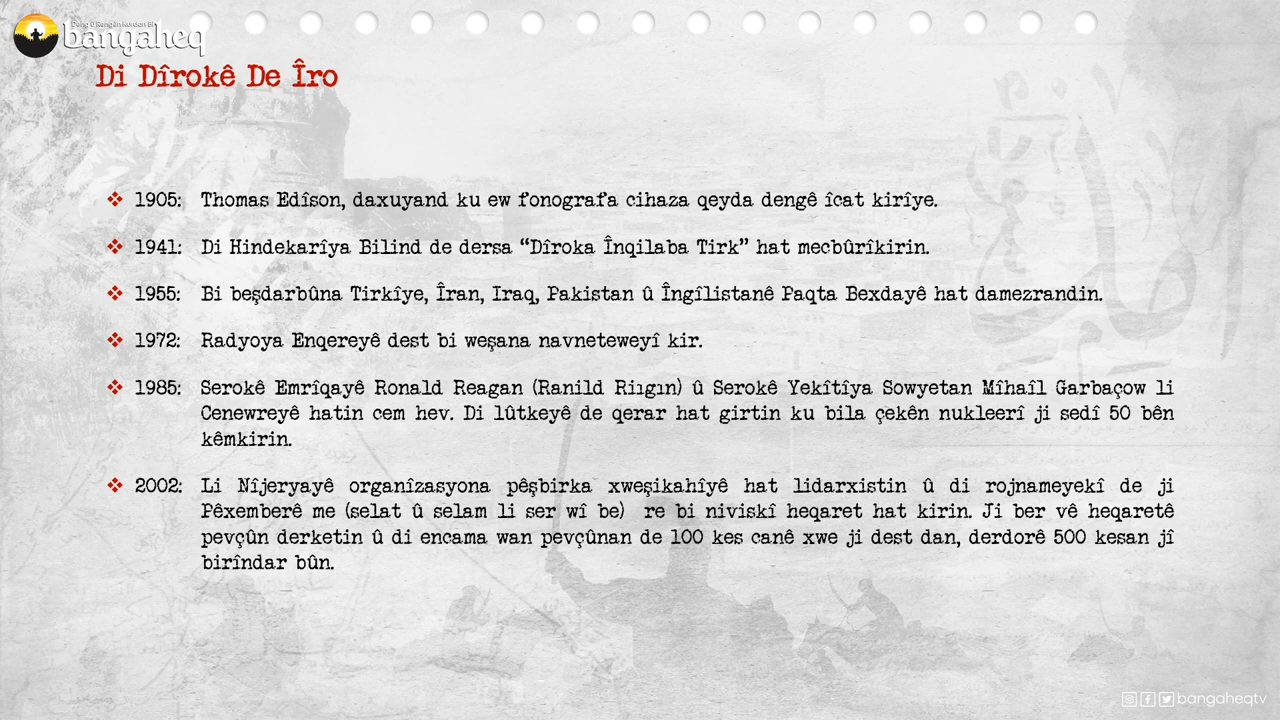 Deng û Rengên Kurdan Bi
bangaheq
Di Dîrokê De Îro
❖ 1905: Thomas Edîson, daxuyand ku ew fonografa cihaza qeyda dengê îcat kirîye.
❖ 1941: Di Hindekarîya Bilind de dersa “Dîroka Înqilaba Tirk” hat mecbûrîkirin.
❖ 1955: Bi beşdarbûna Tirkîye, Îran, Iraq, Pakistan û Îngîlistanê Paqta Bexdayê hat damezrandin.
❖ 1972: Radyoya Enqereyê dest bi weşana navneteweyî kir.
❖ 1985: Serokê Emrîqayê Ronald Reagan (Ranild Riıgın) û Serokê Yekîtîya Sowyetan Mîhaîl Garbaçow li
Cenewreyê hatin cem hev. Di lûtkeyê de qerar hat girtin ku bila çekên nukleerî ji sedî 50 bên
kêmkirin.
❖ 2002: Li Nîjeryayê organîzasyona pêşbirka xweşikahîyê hat lidarxistin û di rojnameyekî de ji
Pêxemberê me (selat û selam li ser wî be) re bi niviskî heqaret hat kirin. Ji ber vê heqaretê
pevçûn derketin û di encama wan pevçûnan de 100 kes canê xwe ji dest dan, derdorê 500 kesan jî
birîndar bûn.
bangaheqtv